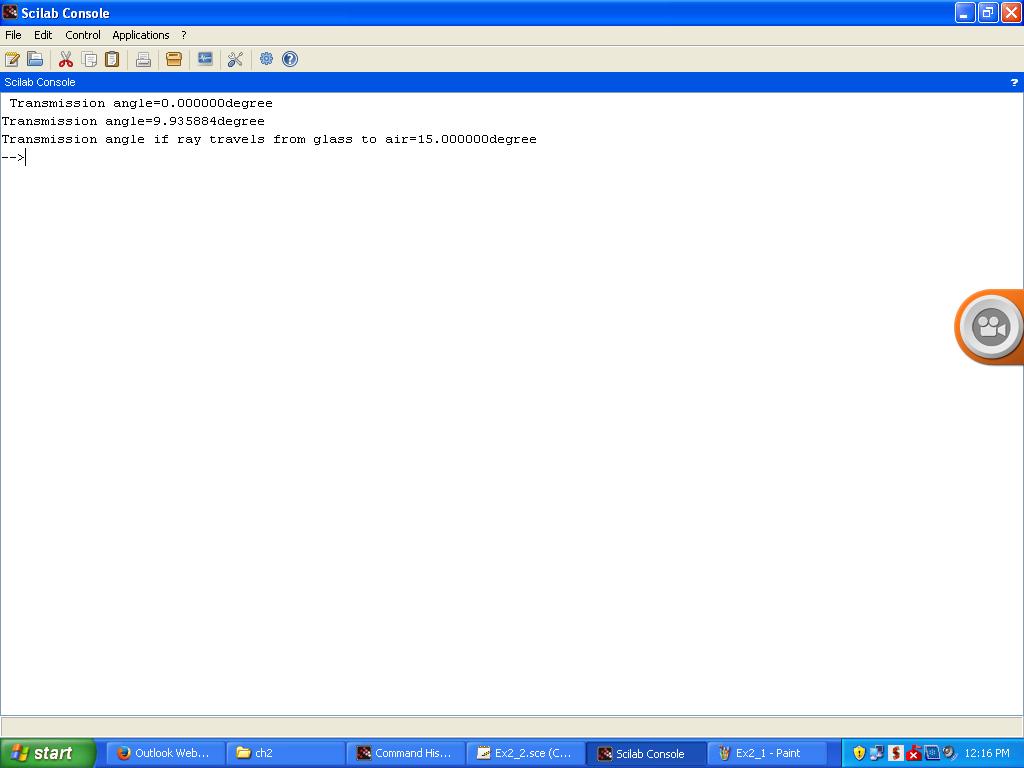 Scilab Console
File Edit Control Applications ?
Scilab Console ?
Transmission angle=0.000000degree
Transmission angle=9.935884degree
Transmission angle if ray travels from glass to air=15.000000degree
-->
start Outlook Web... ch2 Command His... Ex2_2.sce (C... Scilab Console Ex2_1 - Paint 12:16 PM